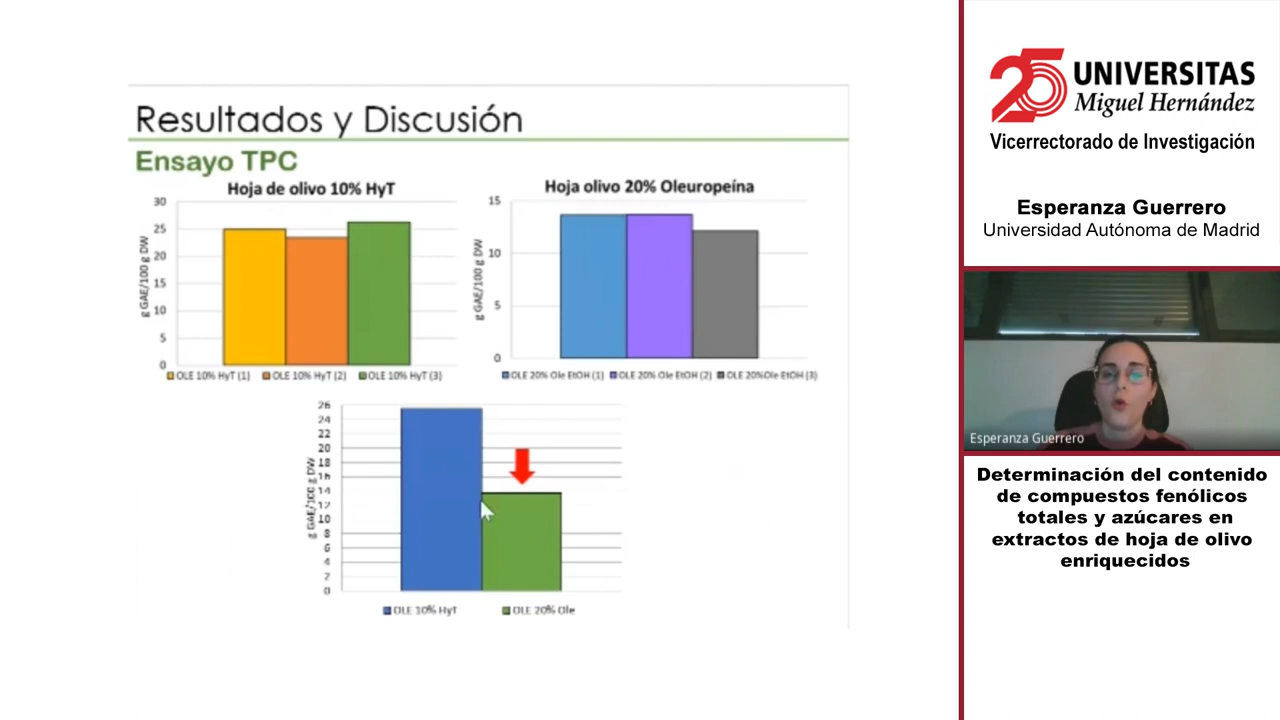 Resultados y Discusión
Ensayo TPC
Hoja de olivo 10% HyT
30
25
20
15
10
5
0
g GAE/100 g DW
OLE 10% HyT (1) OLE 10% HyT (2) OLE 10% HyT (3)
Hoja olivo 20% Oleuropeína
15
10
5
0
g GAE/100 g DW
OLE 20% Ole EtOH (1) OLE 20% Ole EtOH (2) OLE 20%Ole EtOH (3)
26
24
22
20
18
16
14
12
10
8
6
4
2
0
g GAE/100 g DW
OLE 10% HyT OLE 20% Ole
25 UNIVERSITAS
Miguel Hernández
Vicerrectorado de Investigación
Esperanza Guerrero
Universidad Autónoma de Madrid
Esperanza Guerrero
Determinación del contenido
de compuestos fenólicos
totales y azúcares en
extractos de hoja de olivo
enriquecidos